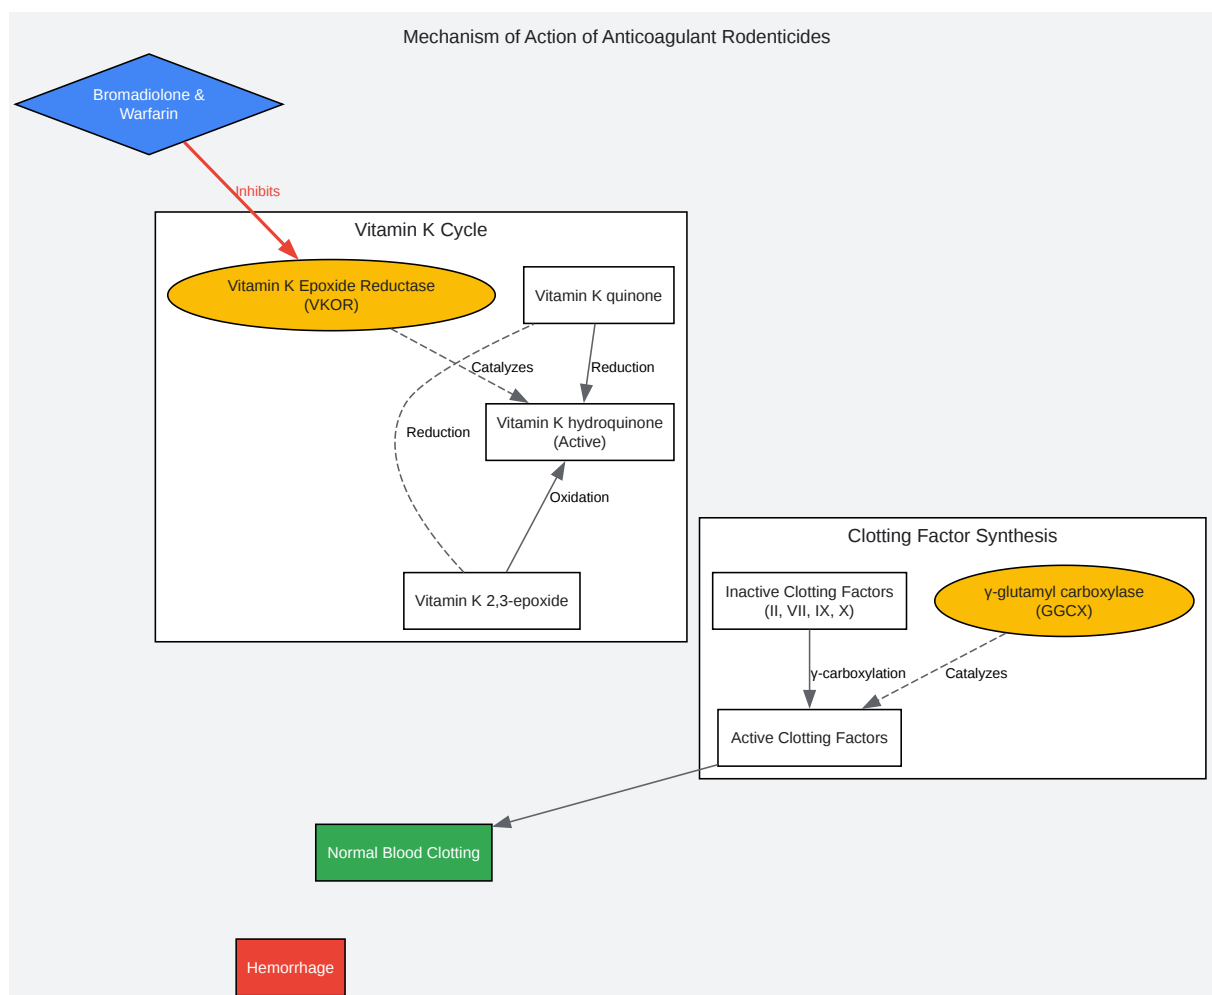 Mechanism of Action of Anticoagulant Rodenticides
Bromadiolone &
Warfarin
Inhibits
Vitamin K Cycle
Vitamin K Epoxide Reductase
(VKOR)
Vitamin K quinone
Catalyzes
Reduction
Vitamin K hydroquinone
(Active)
Reduction
Oxidation
Vitamin K 2,3-epoxide
Clotting Factor Synthesis
Inactive Clotting Factors
(II, VII, IX, X)
γ-glutamyl carboxylase
(GGCX)
γ-carboxylation
Catalyzes
Active Clotting Factors
Normal Blood Clotting
Hemorrhage